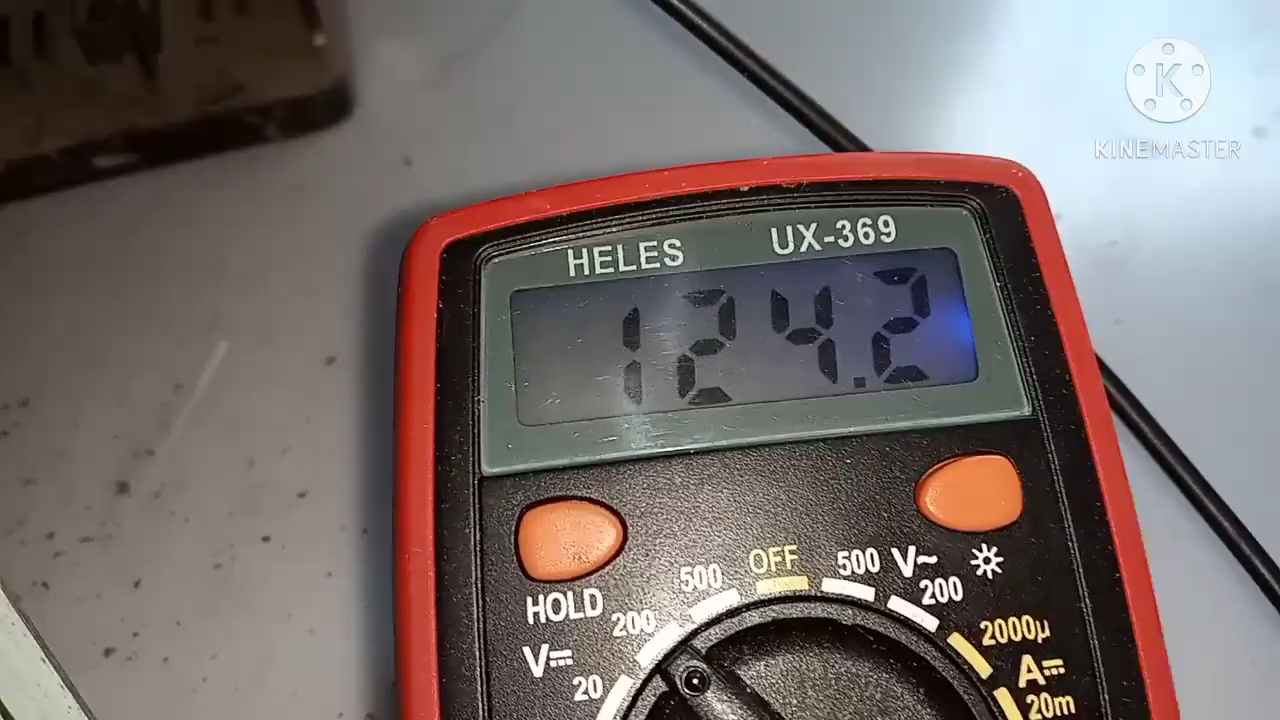 K
KINEMASTER
HELES UX-369
124.2
HOLD
OFF
500
200
V⎓
20
500 V~
200
2000µ
A⎓
20m